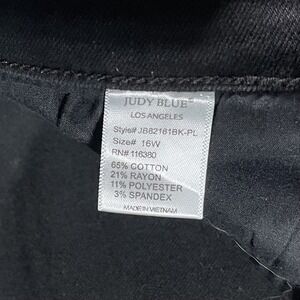 JUDY BLUE
LOS ANGELES
Style# JB82181BK-PL
Size# 16W
RN# 116380
65% COTTON
21% RAYON
11% POLYESTER
3% SPANDEX
MADE IN VIETNAM